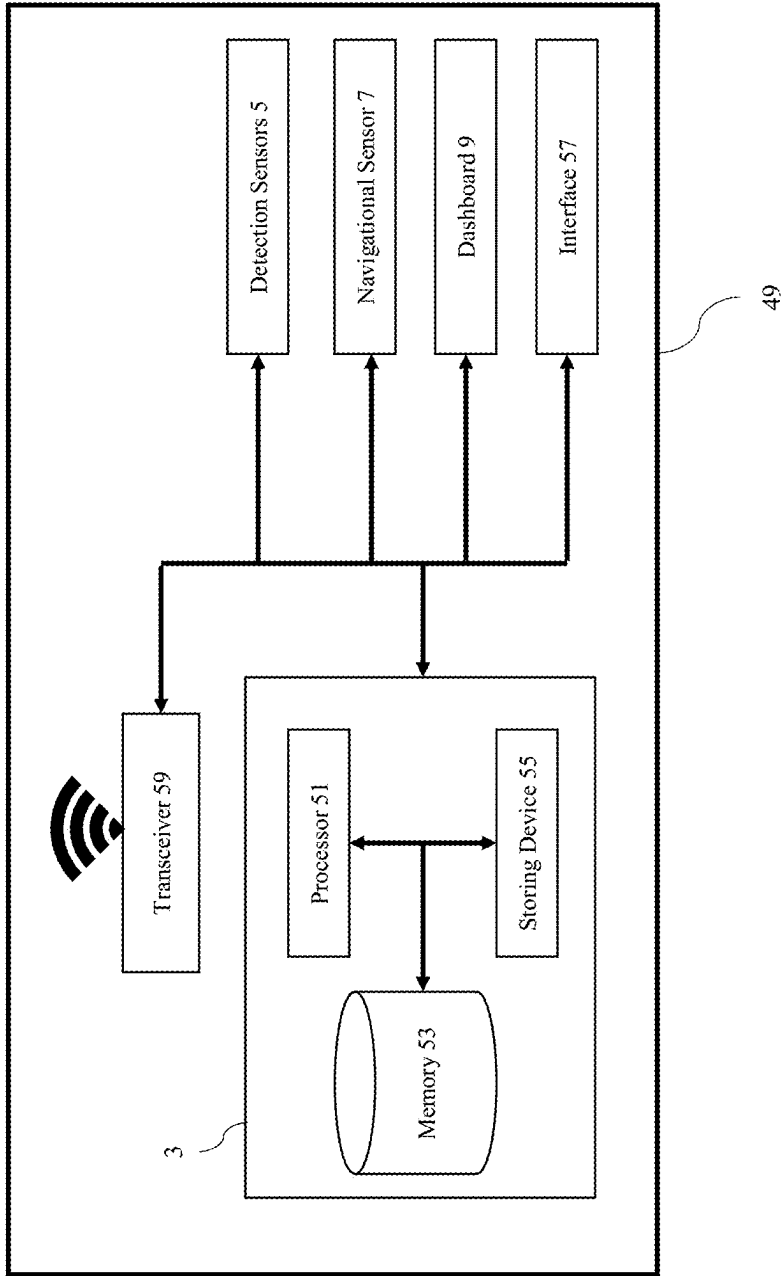 Transceiver 59
3
Processor 51
Memory 53
Storing Device 55
Detection Sensors 5
Navigational Sensor 7
Dashboard 9
Interface 57
49